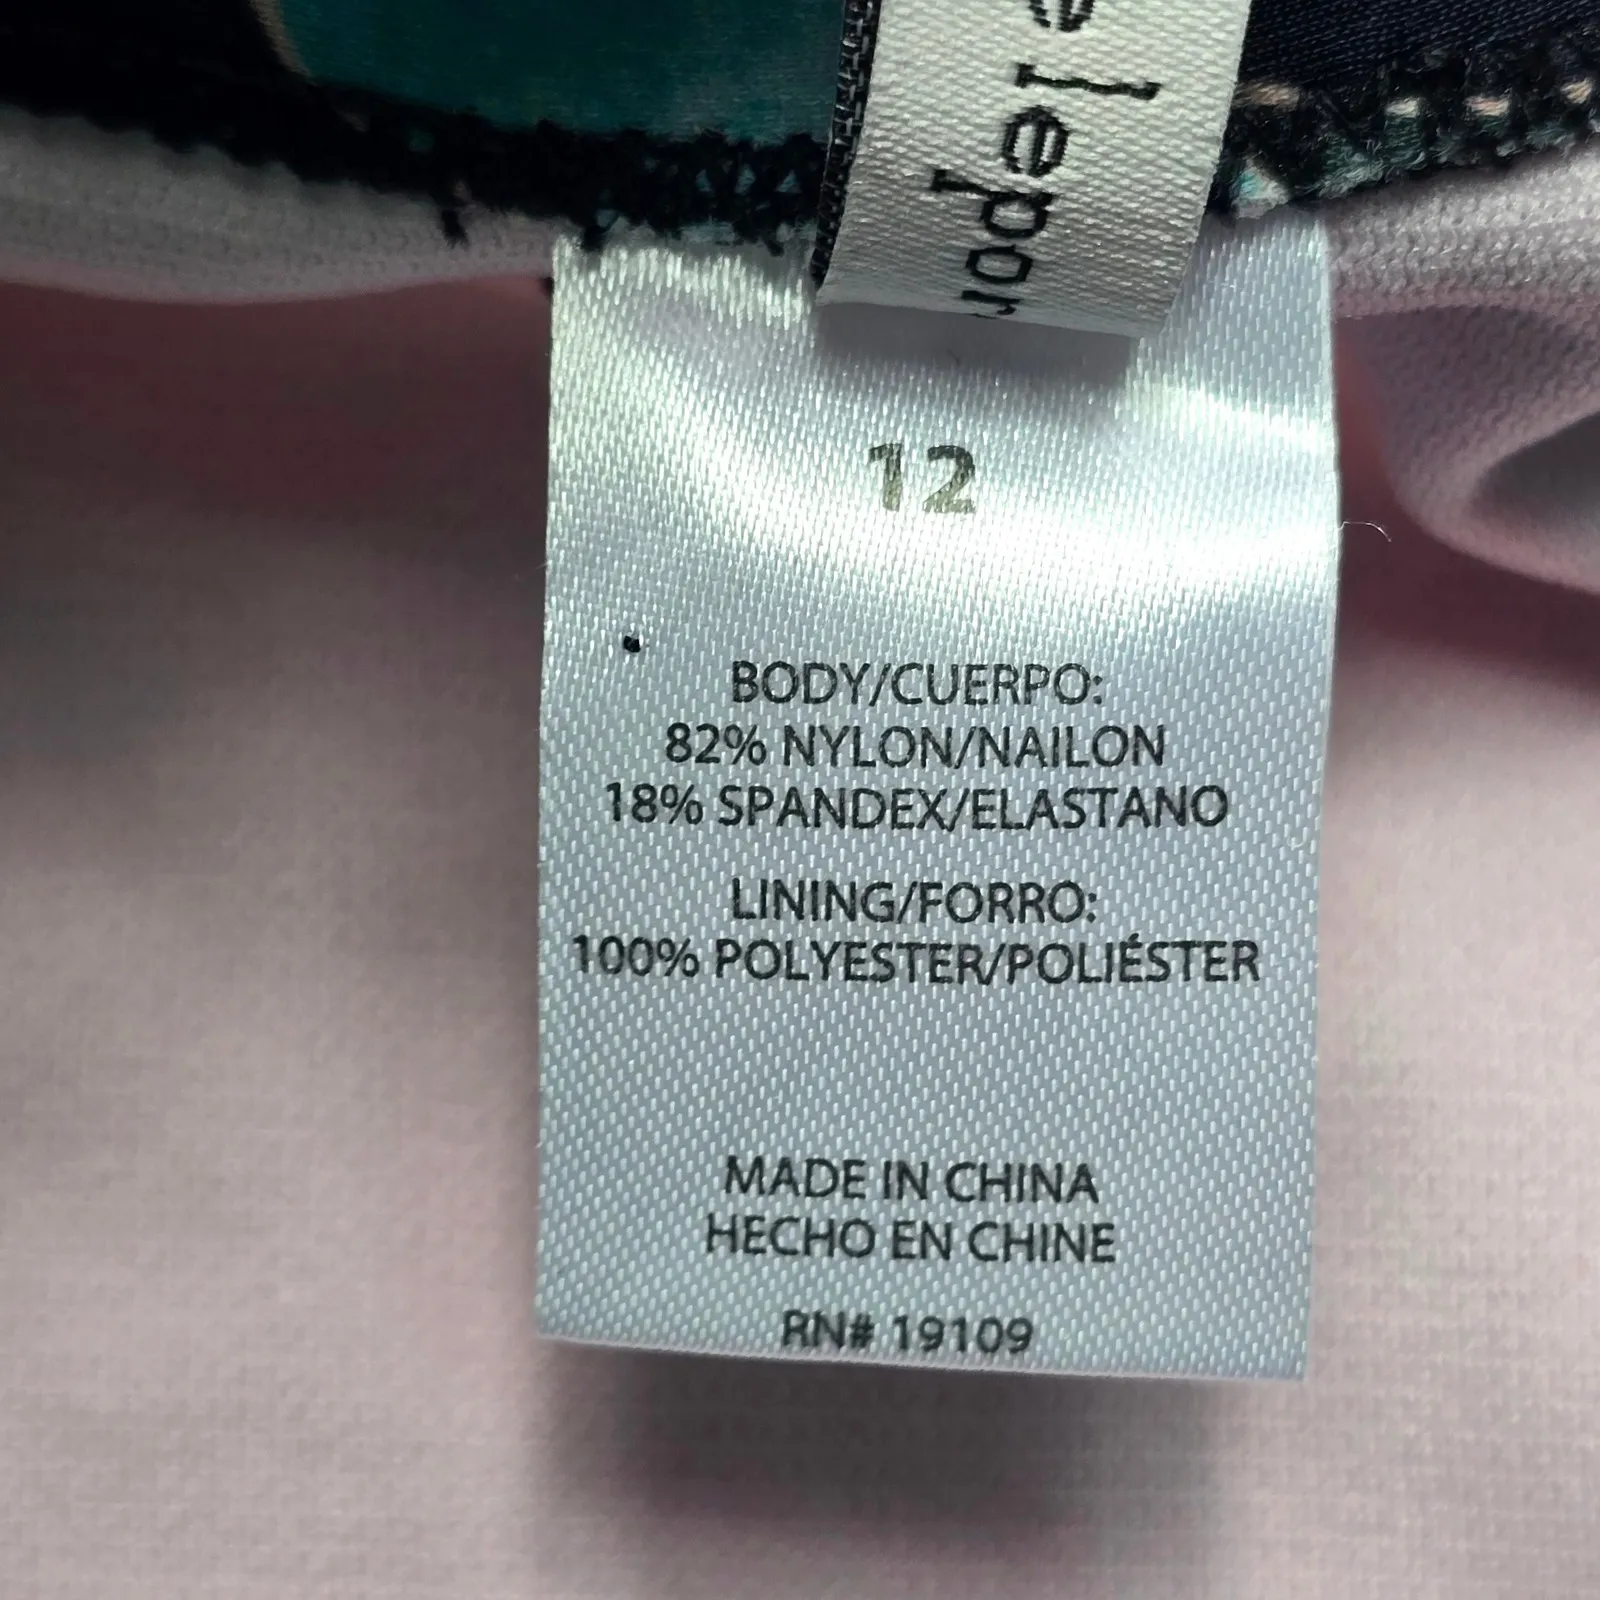 elepor
12
BODY/CUERPO:
82% NYLON/NAILON
18% SPANDEX/ELASTANO
LINING/FORRO:
100% POLYESTER/POLIÉSTER
MADE IN CHINA
HECHO EN CHINE
RN# 19109